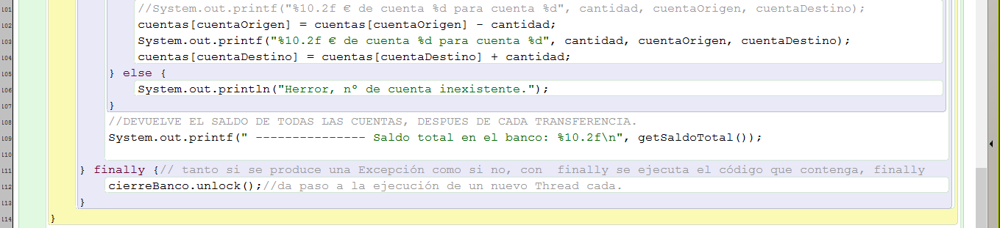 101 //System.out.printf("%10.2f € de cuenta %d para cuenta %d", cantidad, cuentaOrigen, cuentaDestino);
102 cuentas[cuentaOrigen] = cuentas[cuentaOrigen] - cantidad;
103 System.out.printf("%10.2f € de cuenta %d para cuenta %d", cantidad, cuentaOrigen, cuentaDestino);
104 cuentas[cuentaDestino] = cuentas[cuentaDestino] + cantidad;
105 } else {
106 System.out.println("Herror, nº de cuenta inexistente.");
107 }
108 //DEVUELVE EL SALDO DE TODAS LAS CUENTAS, DESPUES DE CADA TRANSFERENCIA.
109 System.out.printf(" --------------- Saldo total en el banco: %10.2f\n", getSaldoTotal());
110
111 } finally {// tanto si se produce una Excepción como si no, con  finally se ejecuta el código que contenga, finally
112 cierreBanco.unlock();//da paso a la ejecución de un nuevo Thread cada.
113 }
114 }